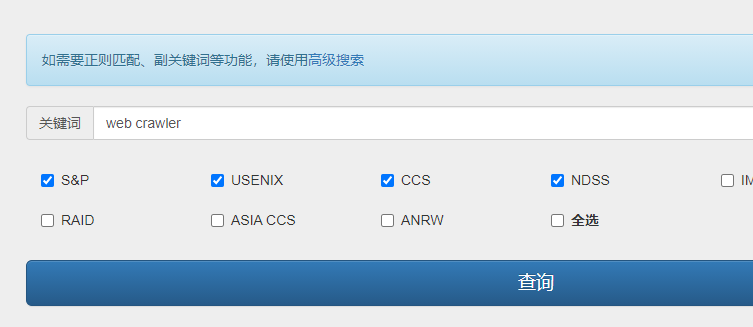 如需要正则匹配、副关键词等功能，请使用高级搜索
关键词 web crawler
S&P USENIX CCS NDSS
RAID ASIA CCS ANRW 全选
查询